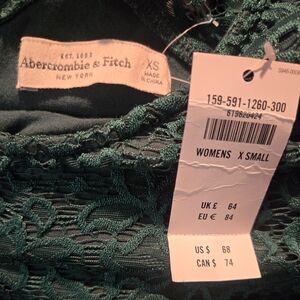 EST. 1892
Abercrombie & Fitch
NEW YORK
XS
MADE
IN CHINA
159-591-1260-300
619820424
WOMENS X SMALL
UK £ 64
EU € 84
US $ 68
CAN $ 74